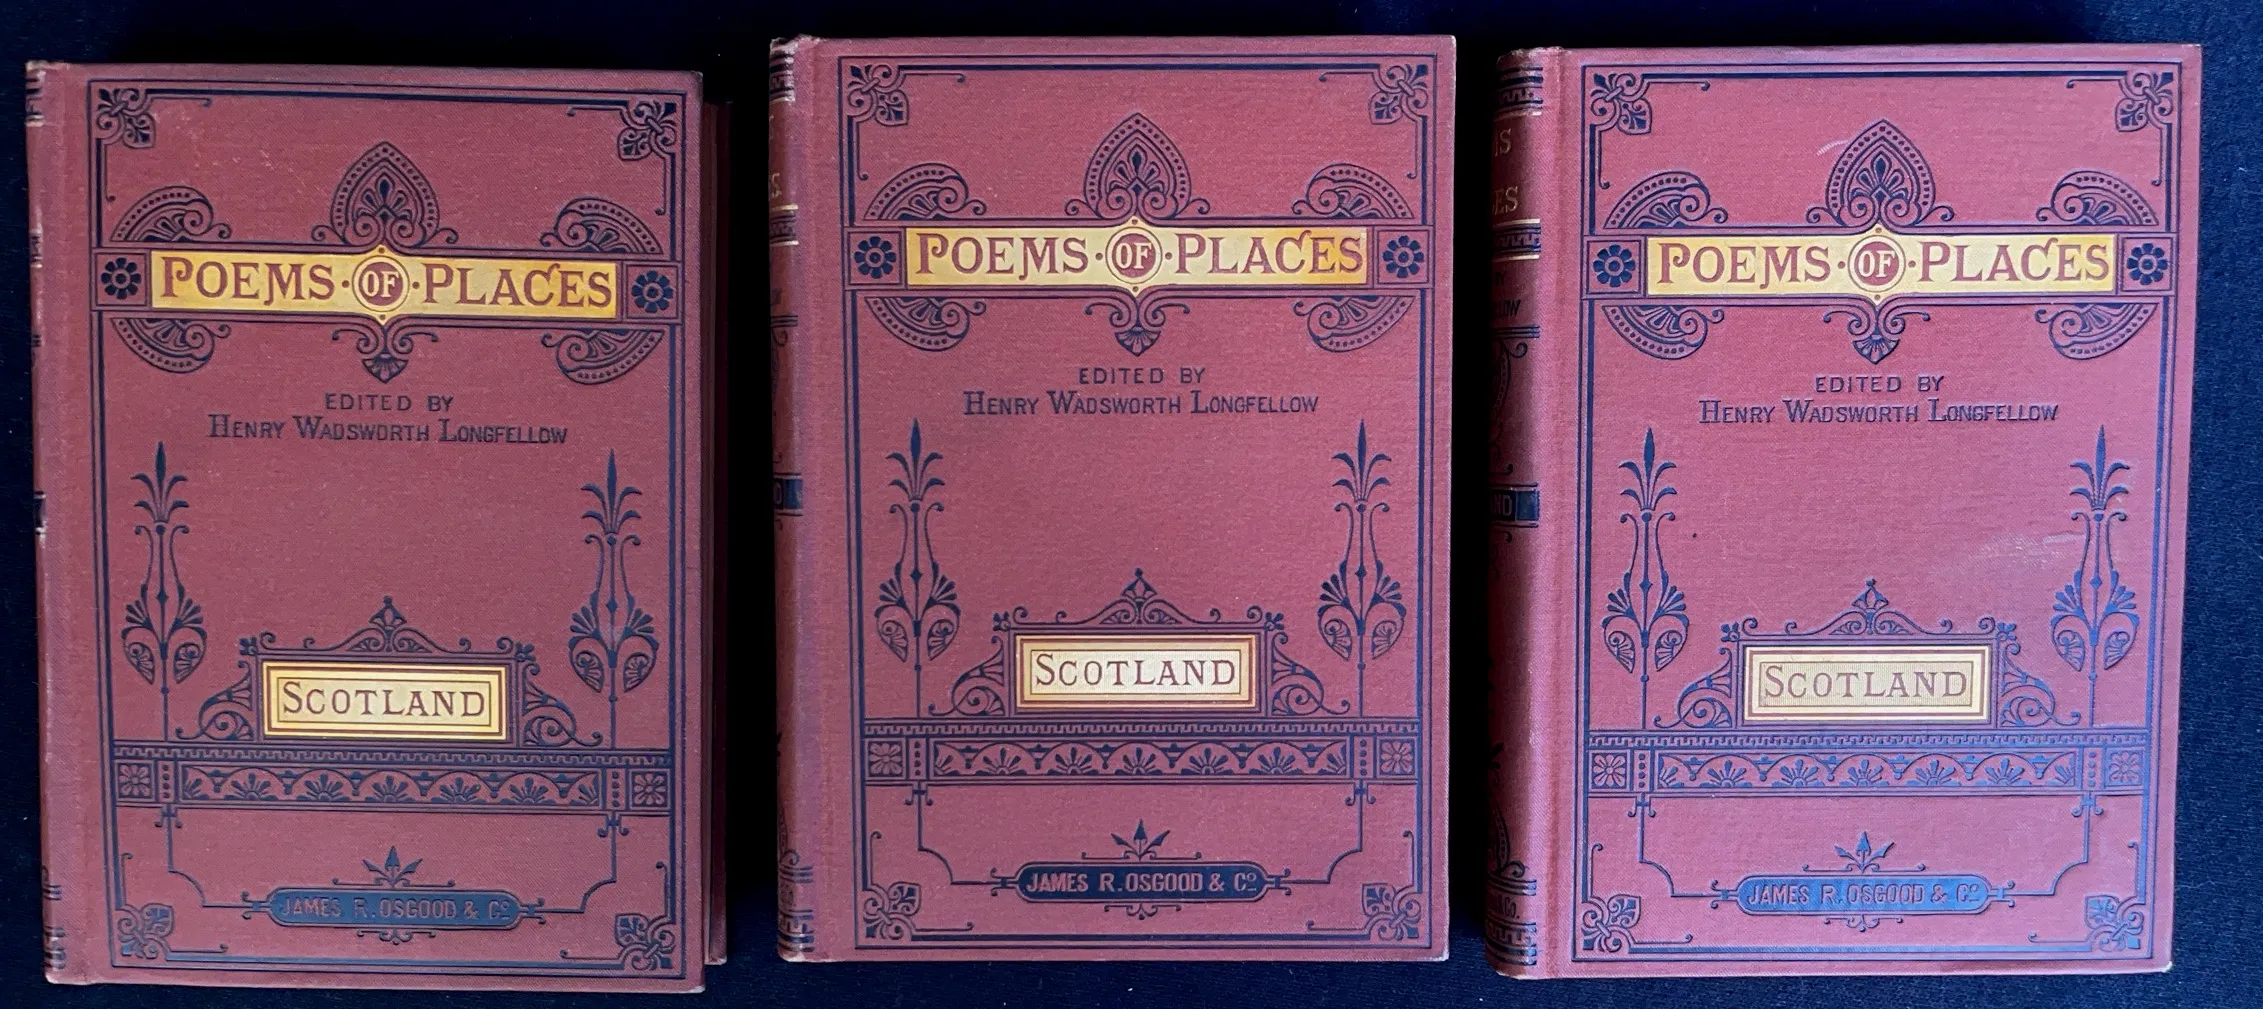 POEMS·OF·PLACES
EDITED BY
HENRY WADSWORTH LONGFELLOW
SCOTLAND
JAMES R. OSGOOD & Cº
POEMS·OF·PLACES
EDITED BY
HENRY WADSWORTH LONGFELLOW
SCOTLAND
JAMES R. OSGOOD & Cº
POEMS·OF·PLACES
EDITED BY
HENRY WADSWORTH LONGFELLOW
SCOTLAND
JAMES R. OSGOOD & Cº